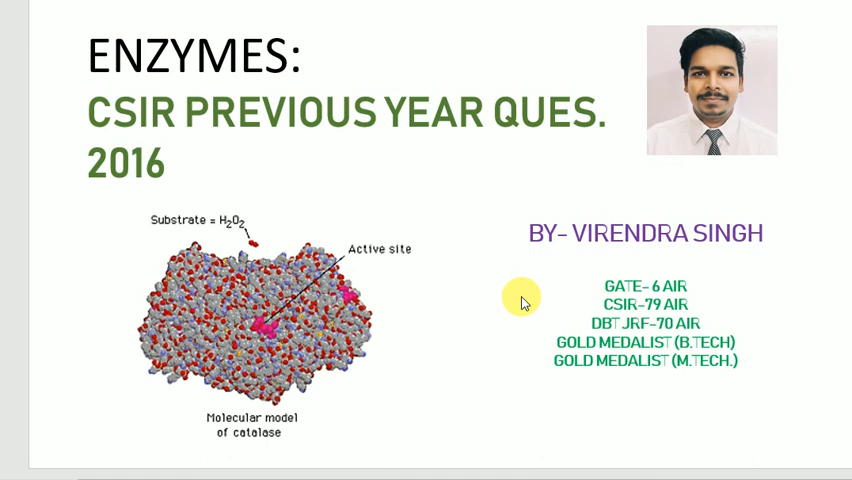 ENZYMES:
CSIR PREVIOUS YEAR QUES.
2016
Substrate = H₂O₂
Active site
Molecular model
of catalase
BY- VIRENDRA SINGH
GATE- 6 AIR
CSIR-79 AIR
DBT JRF-70 AIR
GOLD MEDALIST (B.TECH)
GOLD MEDALIST (M.TECH.)